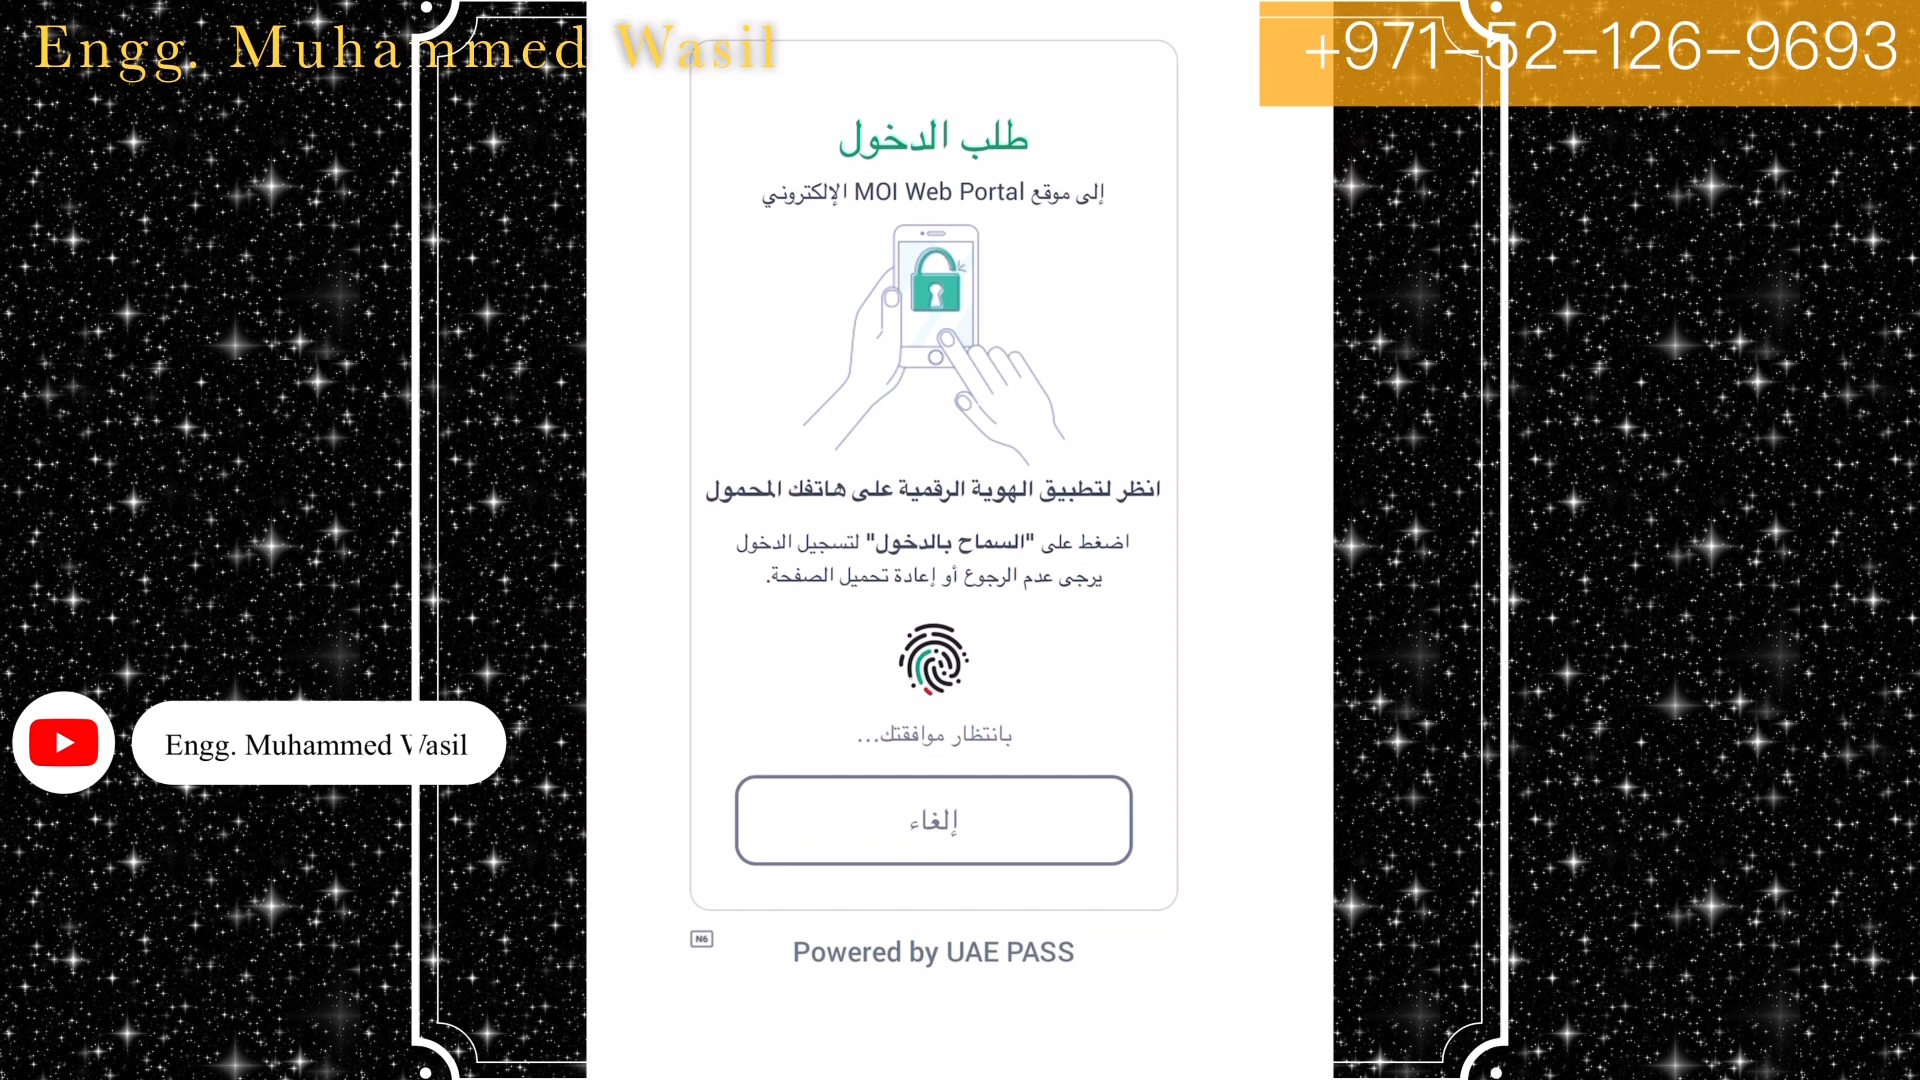 Engg. Muhammed Wasil
+971-52-126-9693
طلب الدخول
إلى موقع MOI Web Portal الإلكتروني
انظر لتطبيق الهوية الرقمية على هاتفك المحمول
اضغط على "السماح بالدخول" لتسجيل الدخول
يرجى عدم الرجوع أو إعادة تحميل الصفحة.
بانتظار موافقتك...
Engg. Muhammed Wasil
إلغاء
N6
Powered by UAE PASS